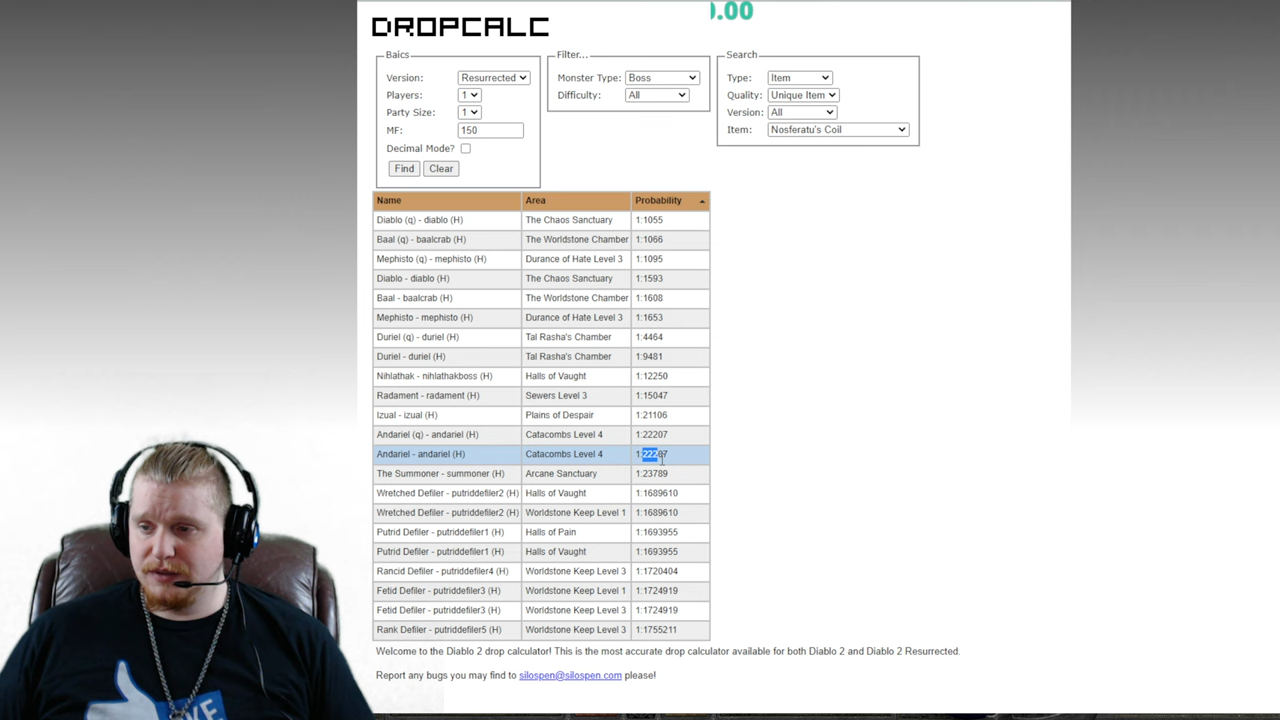 .00
DROPCALC
Baics
Version: Resurrected
Players: 1
Party Size: 1
MF: 150
Decimal Mode?
Find Clear
Filter...
Monster Type: Boss
Difficulty: All
Search
Type: Item
Quality: Unique Item
Version: All
Item: Nosferatu's Coil
Name Area Probability
Diablo (q) - diablo (H) The Chaos Sanctuary 1:1055
Baal (q) - baalcrab (H) The Worldstone Chamber 1:1066
Mephisto (q) - mephisto (H) Durance of Hate Level 3 1:1095
Diablo - diablo (H) The Chaos Sanctuary 1:1593
Baal - baalcrab (H) The Worldstone Chamber 1:1608
Mephisto - mephisto (H) Durance of Hate Level 3 1:1653
Duriel (q) - duriel (H) Tal Rasha's Chamber 1:4464
Duriel - duriel (H) Tal Rasha's Chamber 1:9481
Nihlathak - nihlathakboss (H) Halls of Vaught 1:12250
Radament - radament (H) Sewers Level 3 1:15047
Izual - izual (H) Plains of Despair 1:21106
Andariel (q) - andariel (H) Catacombs Level 4 1:22207
Andariel - andariel (H) Catacombs Level 4 1:22207
The Summoner - summoner (H) Arcane Sanctuary 1:23789
Wretched Defiler - putriddefiler2 (H) Halls of Vaught 1:1689610
Wretched Defiler - putriddefiler2 (H) Worldstone Keep Level 1 1:1689610
Putrid Defiler - putriddefiler1 (H) Halls of Pain 1:1693955
Putrid Defiler - putriddefiler1 (H) Halls of Vaught 1:1693955
Rancid Defiler - putriddefiler4 (H) Worldstone Keep Level 3 1:1720404
Fetid Defiler - putriddefiler3 (H) Worldstone Keep Level 1 1:1724919
Fetid Defiler - putriddefiler3 (H) Worldstone Keep Level 3 1:1724919
Rank Defiler - putriddefiler5 (H) Worldstone Keep Level 3 1:1755211
Welcome to the Diablo 2 drop calculator! This is the most accurate drop calculator available for both Diablo 2 and Diablo 2 Resurrected.
Report any bugs you may find to silospen@silospen.com please!